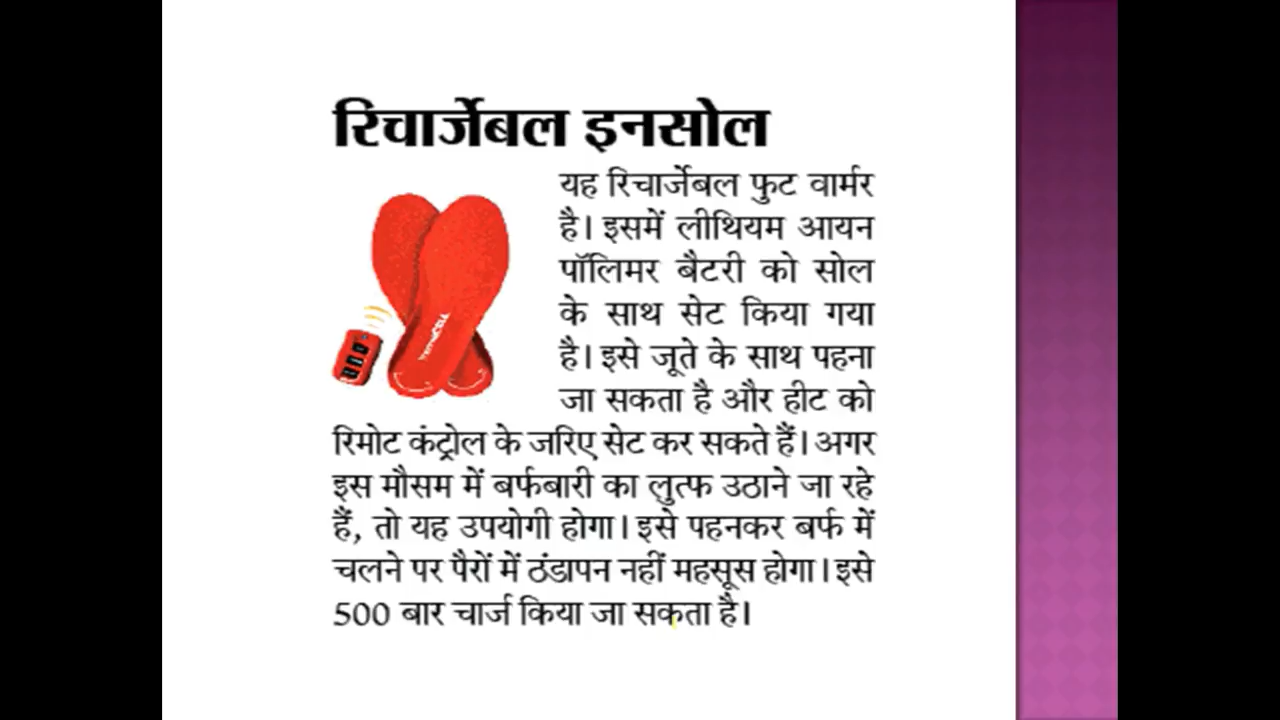 रिचार्जेबल इनसोल
यह रिचार्जेबल फुट वार्मर
है। इसमें लीथियम आयन
पॉलिमर बैटरी को सोल
के साथ सेट किया गया
है। इसे जूते के साथ पहना
जा सकता है और हीट को
रिमोट कंट्रोल के जरिए सेट कर सकते हैं। अगर
इस मौसम में बर्फबारी का लुत्फ उठाने जा रहे
हैं, तो यह उपयोगी होगा। इसे पहनकर बर्फ में
चलने पर पैरों में ठंडापन नहीं महसूस होगा। इसे
500 बार चार्ज किया जा सकता है।